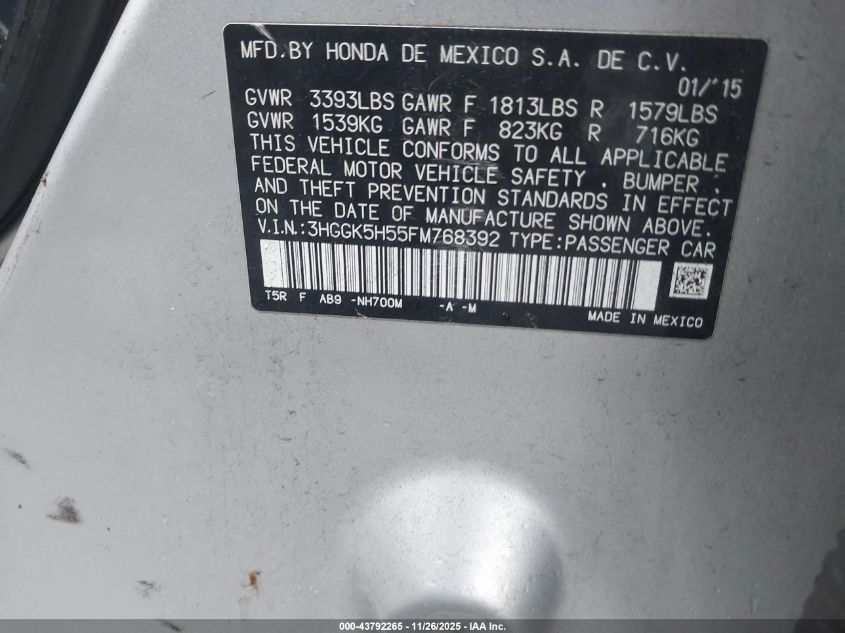 MFD.BY HONDA DE MEXICO S.A. DE C.V.
01/'15
GVWR 3393LBS GAWR F 1813LBS R 1579LBS
GVWR 1539KG GAWR F 823KG R 716KG
THIS VEHICLE CONFORMS TO ALL APPLICABLE
FEDERAL MOTOR VEHICLE SAFETY , BUMPER ,
AND THEFT PREVENTION STANDARDS IN EFFECT
ON THE DATE OF MANUFACTURE SHOWN ABOVE.
V.I.N.:3HGGK5H55FM768392 TYPE:PASSENGER CAR
T5R F AB9 -NH700M -A -M
MADE IN MEXICO
000-43792265 - 11/26/2025 - IAA Inc.